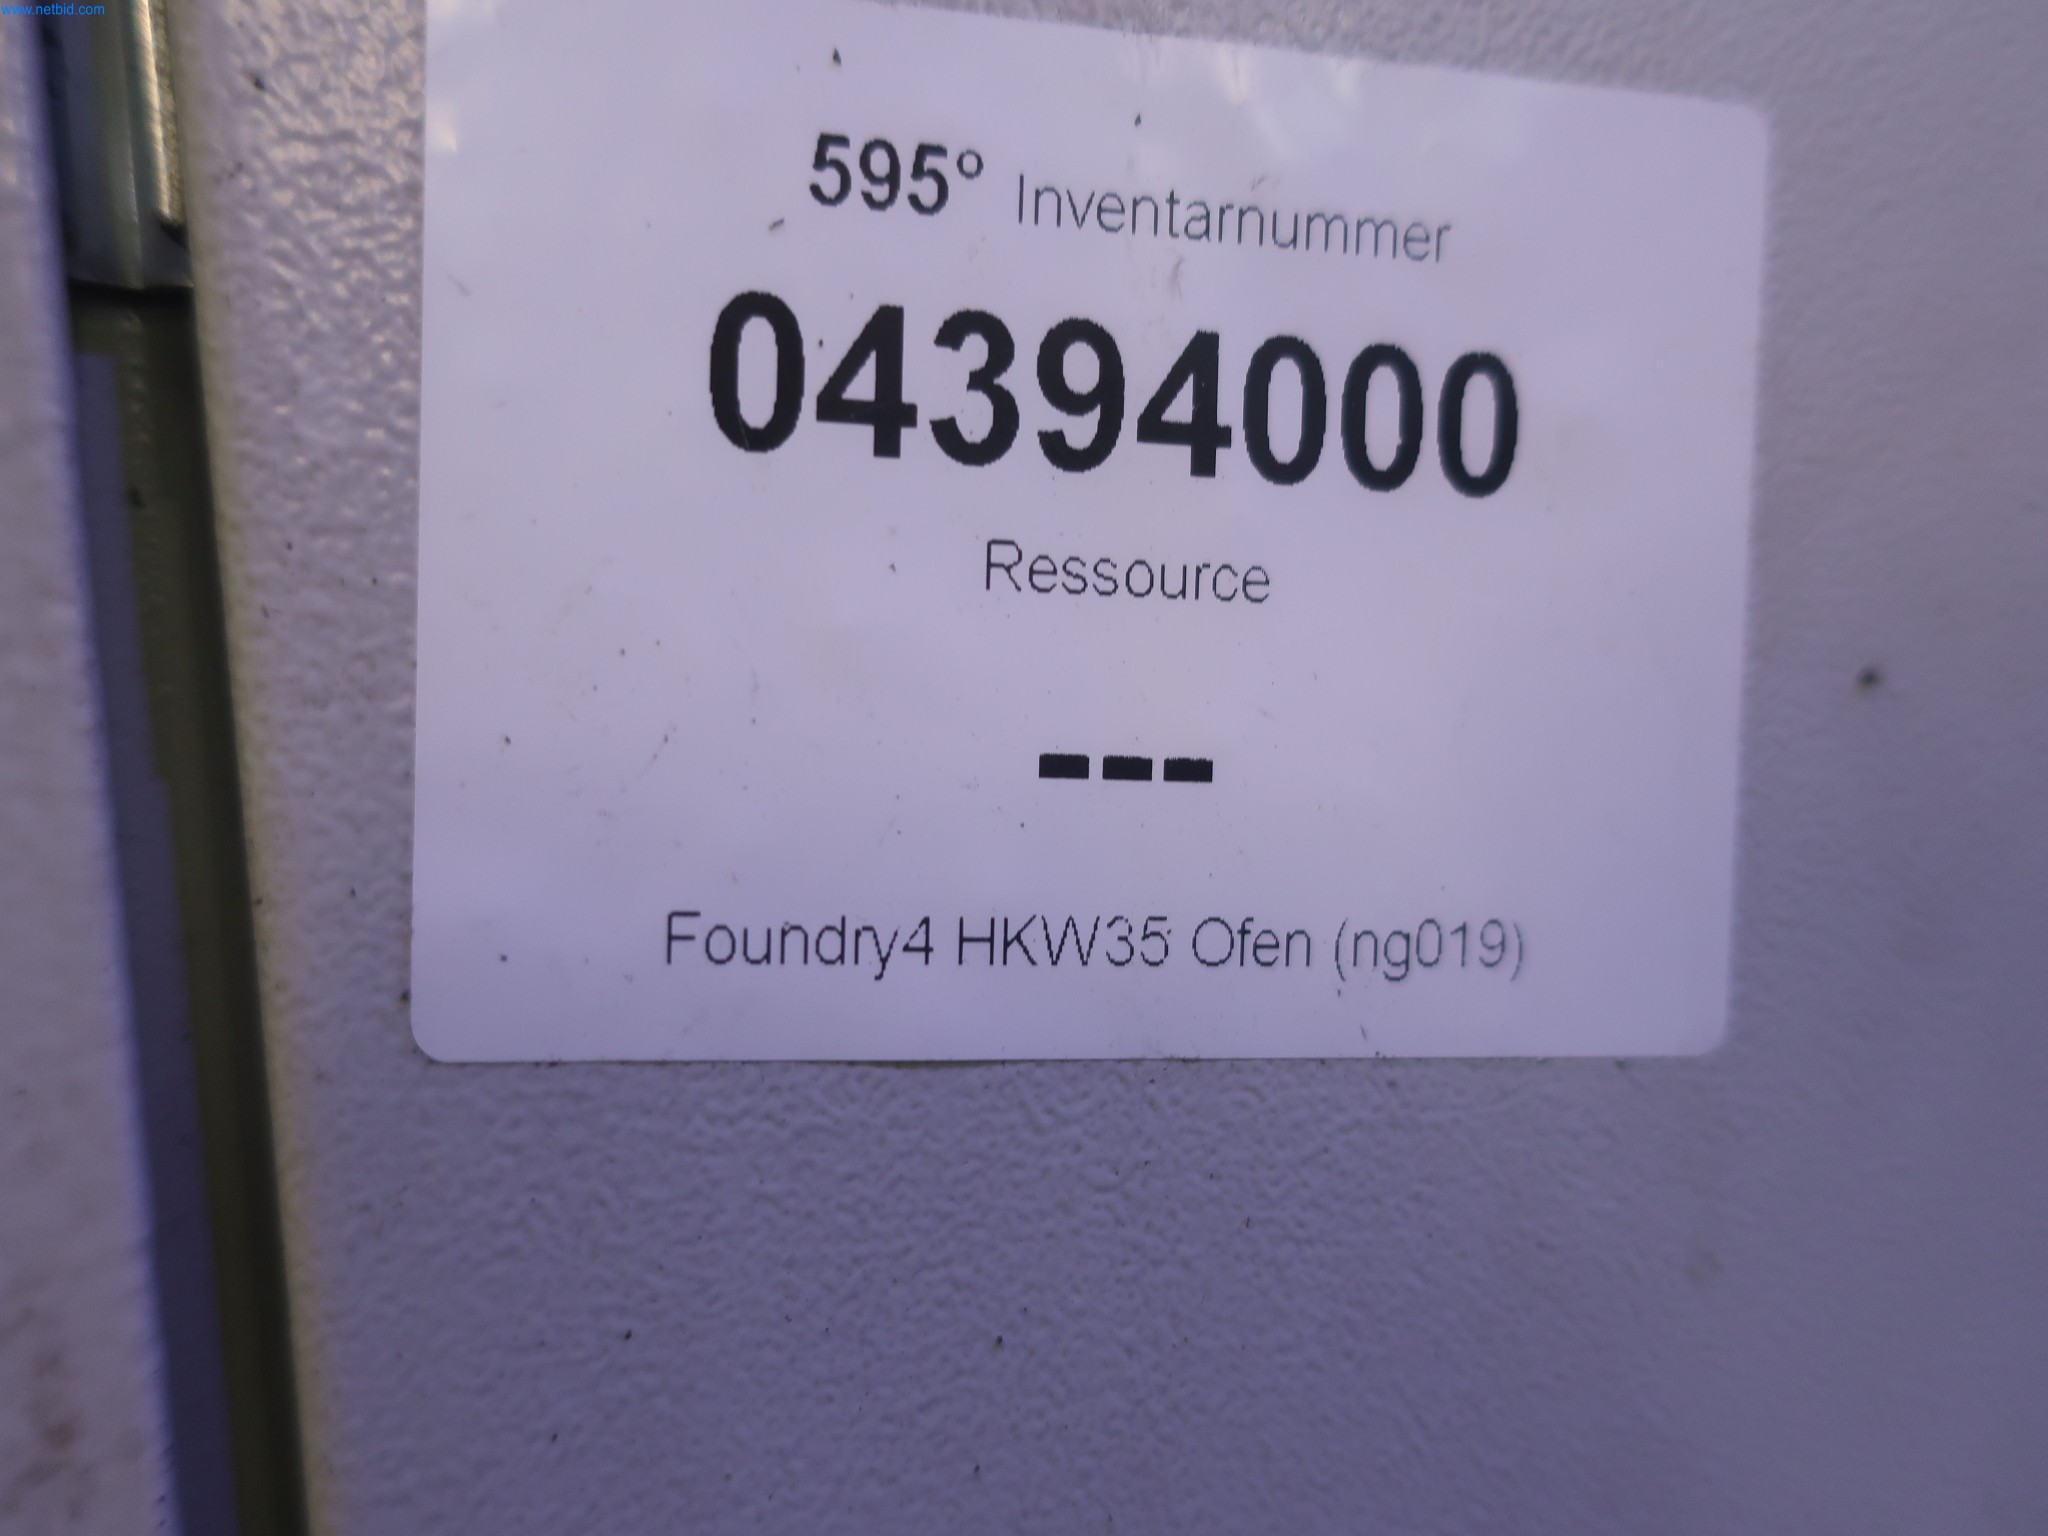 www.netbid.com
595° Inventarnummer
04394000
Ressource
---
Foundry4 HKW35 Ofen (ng019)